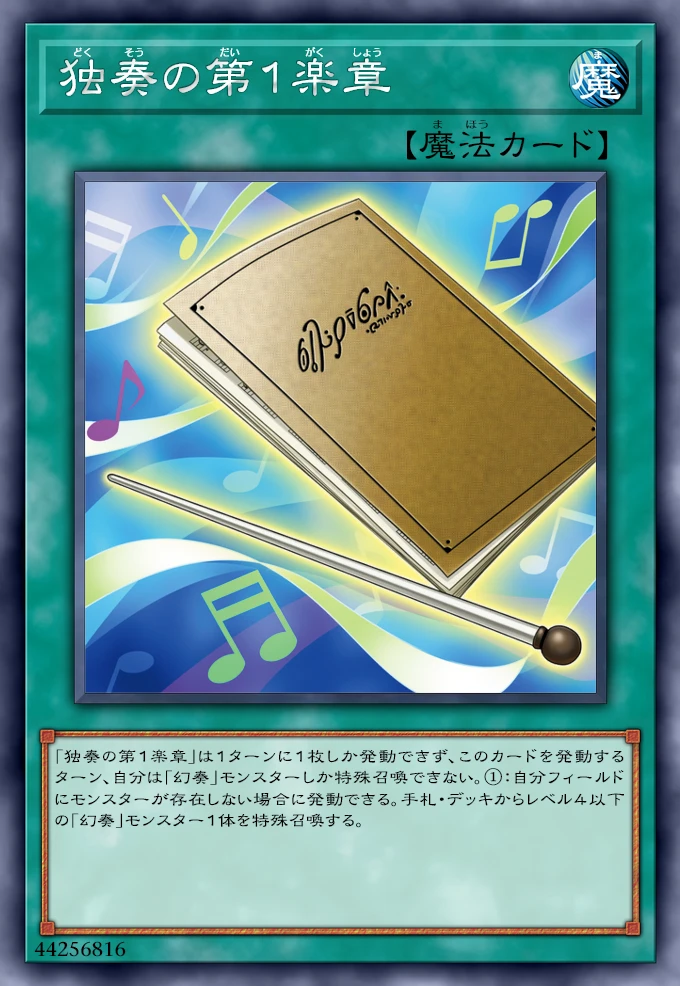 独奏の第1楽章
魔
【魔法カード】
「独奏の第1楽章」は1ターンに1枚しか発動できず、このカードを発動する
ターン、自分は「幻奏」モンスターしか特殊召喚できない。①：自分フィールド
にモンスターが存在しない場合に発動できる。手札・デッキからレベル4以下
の「幻奏」モンスター1体を特殊召喚する。
44256816